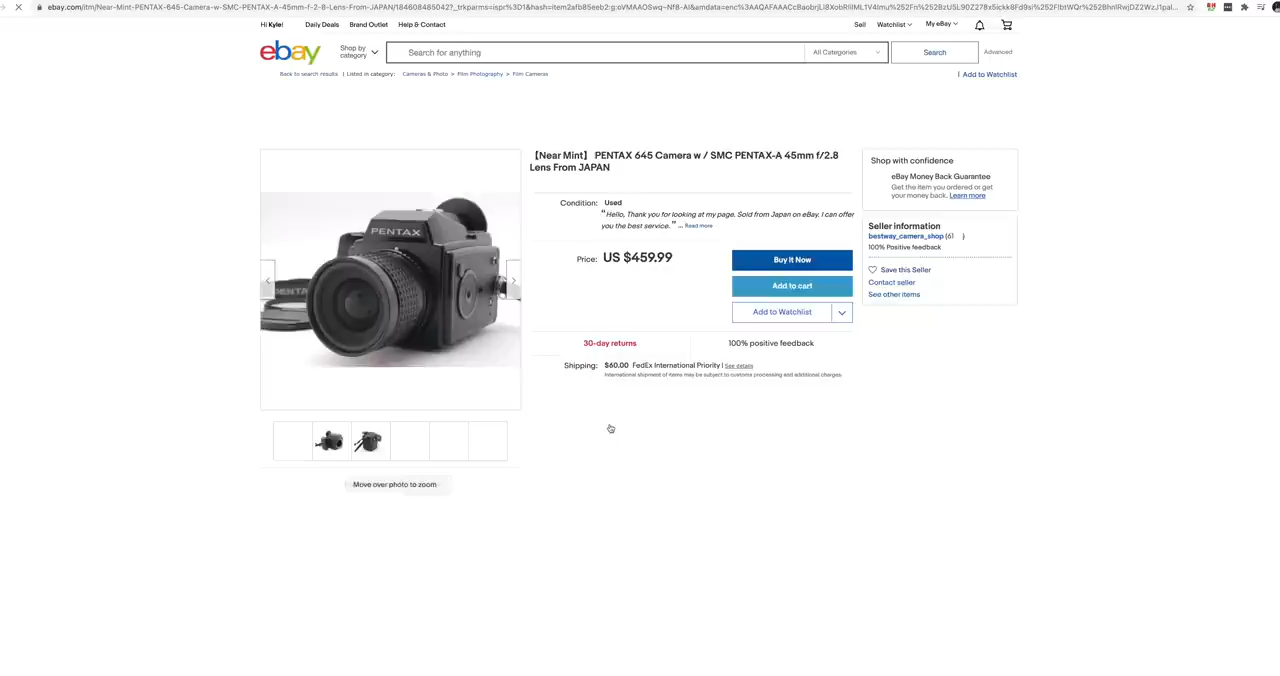 Hi Kyle!
Daily Deals
Brand Outlet
Help & Contact
Sell
Watchlist
My eBay
ebay
Shop by
category
Search for anything
All Categories
Search
Advanced
Back to search results | Listed in category: Cameras & Photo > Film Photography > Film Cameras
| Add to Watchlist
PENTAX
【Near Mint】 PENTAX 645 Camera w / SMC PENTAX-A 45mm f/2.8
Lens From JAPAN
Condition: Used
"Hello, Thank you for looking at my page. Sold from Japan on eBay. I can offer
you the best service. " ... Read more
Price: US $459.99
Buy It Now
Add to cart
Add to Watchlist
30-day returns
100% positive feedback
Shipping: $60.00 FedEx International Priority | See details
International shipment of items may be subject to customs processing and additional charges.
Move over photo to zoom
Shop with confidence
eBay Money Back Guarantee
Get the item you ordered or get
your money back. Learn more
Seller information
bestway_camera_shop (61 )
100% Positive feedback
Save this Seller
Contact seller
See other items